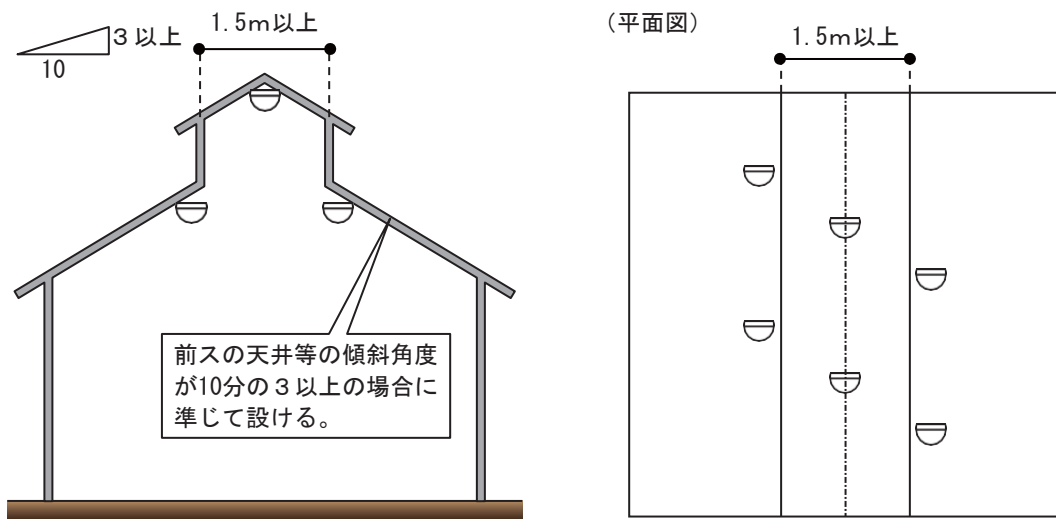 3以上
10
1.5m以上
前スの天井等の傾斜角度
が10分の3以上の場合に
準じて設ける。
(平面図)
1.5m以上